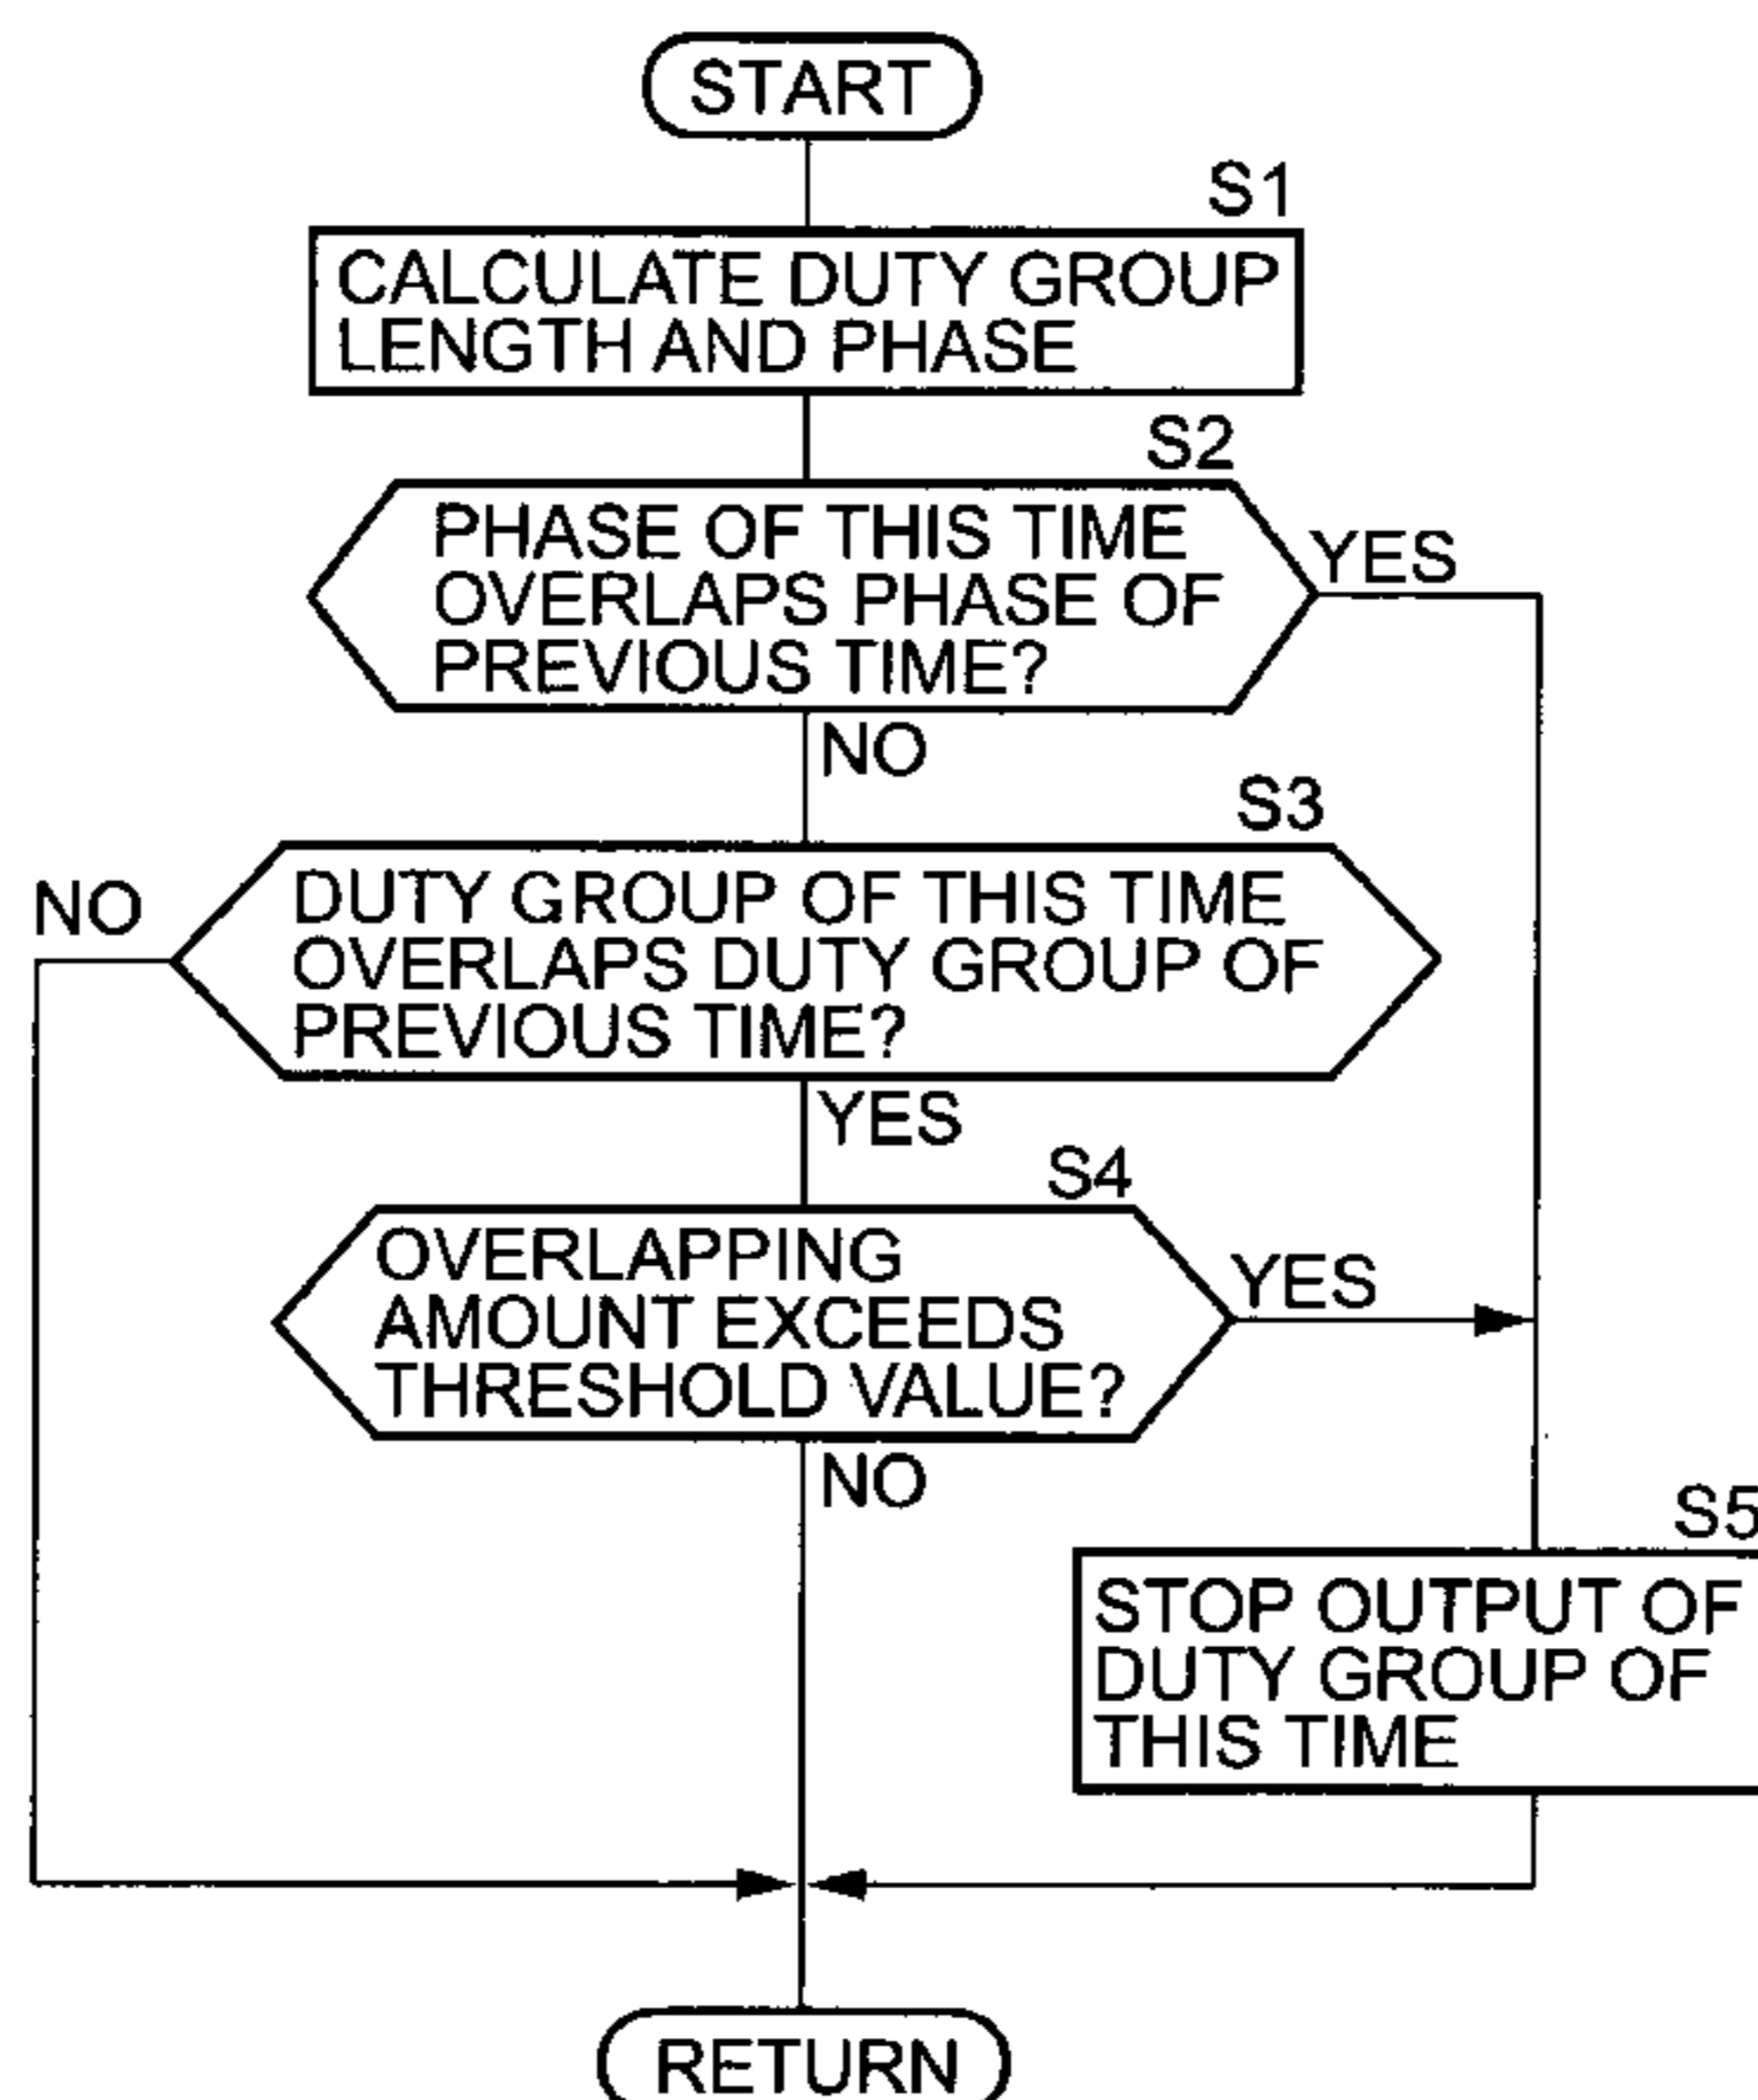 START
S1
CALCULATE DUTY GROUP
LENGTH AND PHASE
S2
PHASE OF THIS TIME
OVERLAPS PHASE OF
PREVIOUS TIME?
YES
NO
S3
DUTY GROUP OF THIS TIME
OVERLAPS DUTY GROUP OF
PREVIOUS TIME?
NO
YES
S4
OVERLAPPING
AMOUNT EXCEEDS
THRESHOLD VALUE?
YES
NO
S5
STOP OUTPUT OF
DUTY GROUP OF
THIS TIME
RETURN